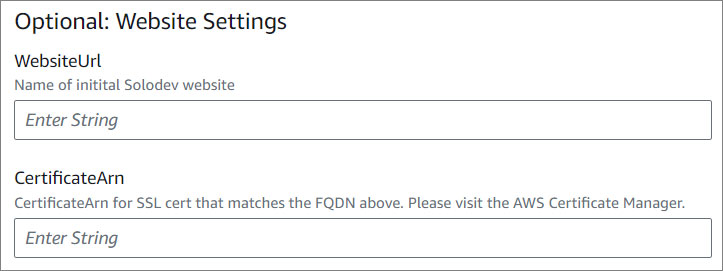 Optional: Website Settings
WebsiteUrl
Name of initital Solodev website
Enter String
CertificateArn
CertificateArn for SSL cert that matches the FQDN above. Please visit the AWS Certificate Manager.
Enter String